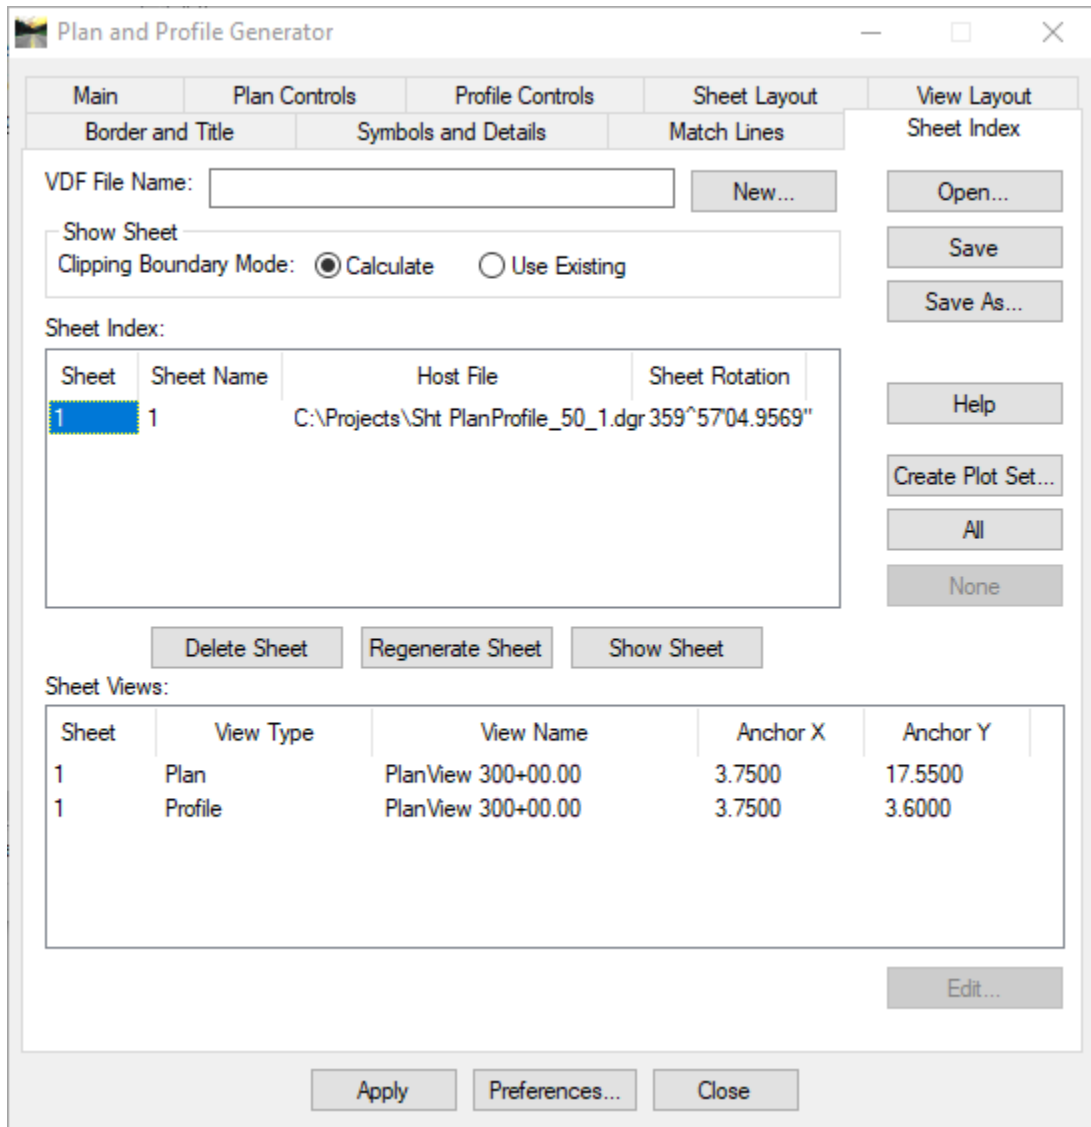 Plan and Profile Generator
Main Plan Controls Profile Controls Sheet Layout View Layout
Border and Title Symbols and Details Match Lines Sheet Index
VDF File Name: New... Open...
Show Sheet
Clipping Boundary Mode: Calculate Use Existing
Save
Save As...
Sheet Index:
Sheet Sheet Name Host File Sheet Rotation
1 1 C:\Projects\Sht PlanProfile_50_1.dgr 359^57'04.9569"
Help
Create Plot Set...
All
None
Delete Sheet Regenerate Sheet Show Sheet
Sheet Views:
Sheet View Type View Name Anchor X Anchor Y
1 Plan PlanView 300+00.00 3.7500 17.5500
1 Profile PlanView 300+00.00 3.7500 3.6000
Edit...
Apply Preferences... Close